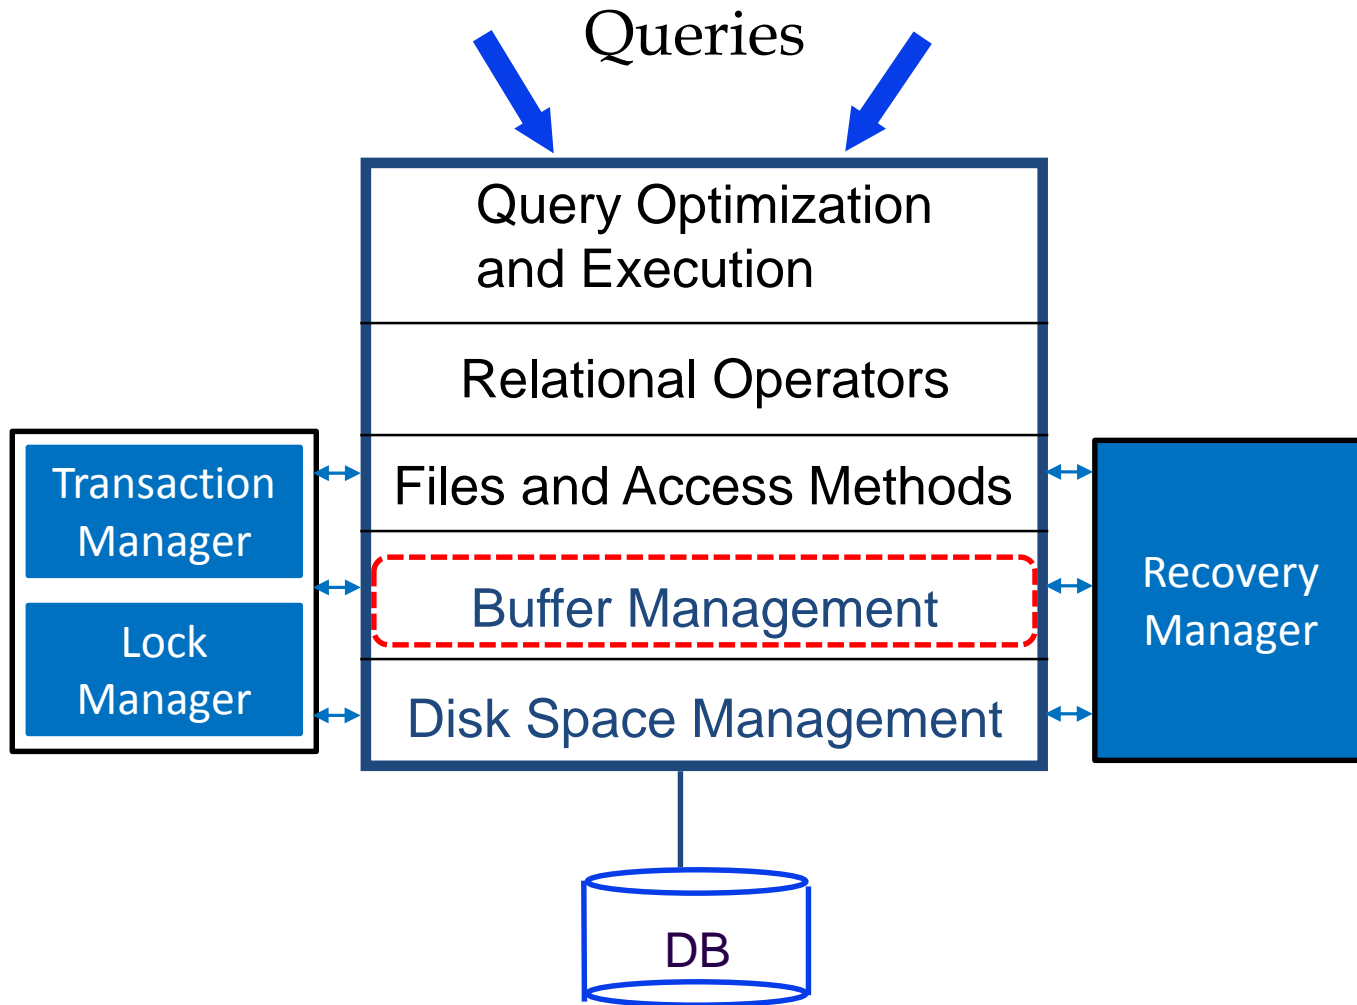 Queries
Query Optimization
and Execution
Relational Operators
Files and Access Methods
Buffer Management
Disk Space Management
Transaction
Manager
Lock
Manager
Recovery
Manager
DB